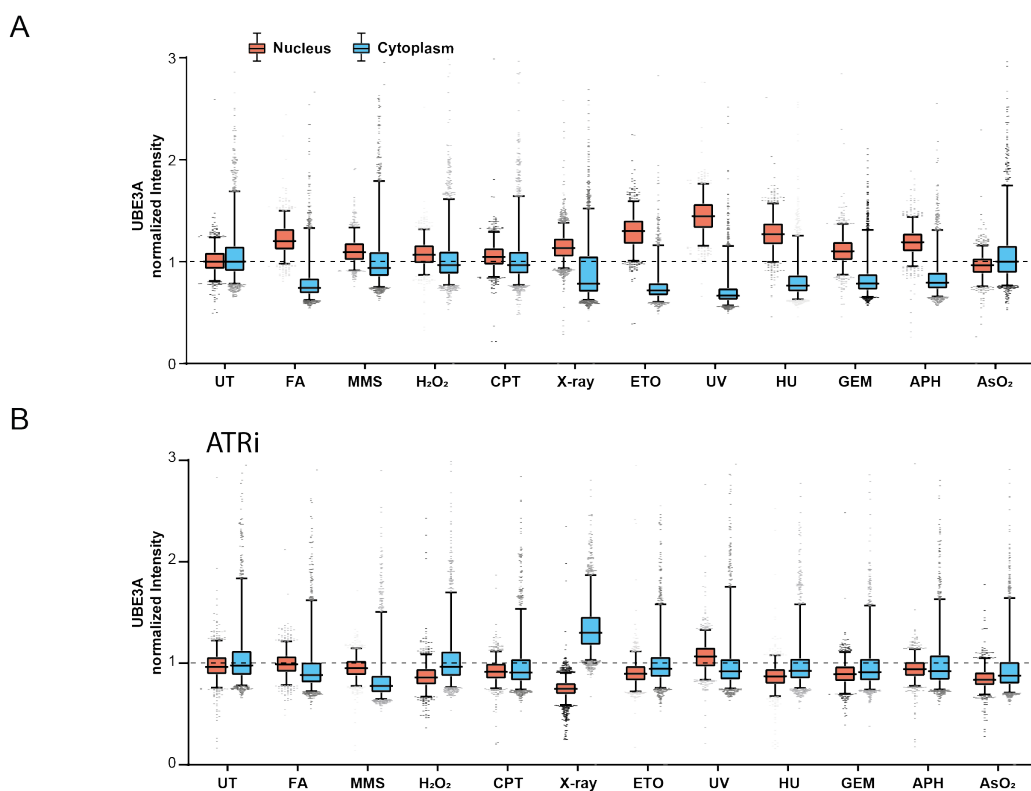 A
Nucleus Cytoplasm
UBE3A
normalized Intensity
3
2
1
0
UT FA MMS H₂O₂ CPT X-ray ETO UV HU GEM APH AsO₂
B
ATRi
UBE3A
normalized Intensity
3
2
1
0
UT FA MMS H₂O₂ CPT X-ray ETO UV HU GEM APH AsO₂